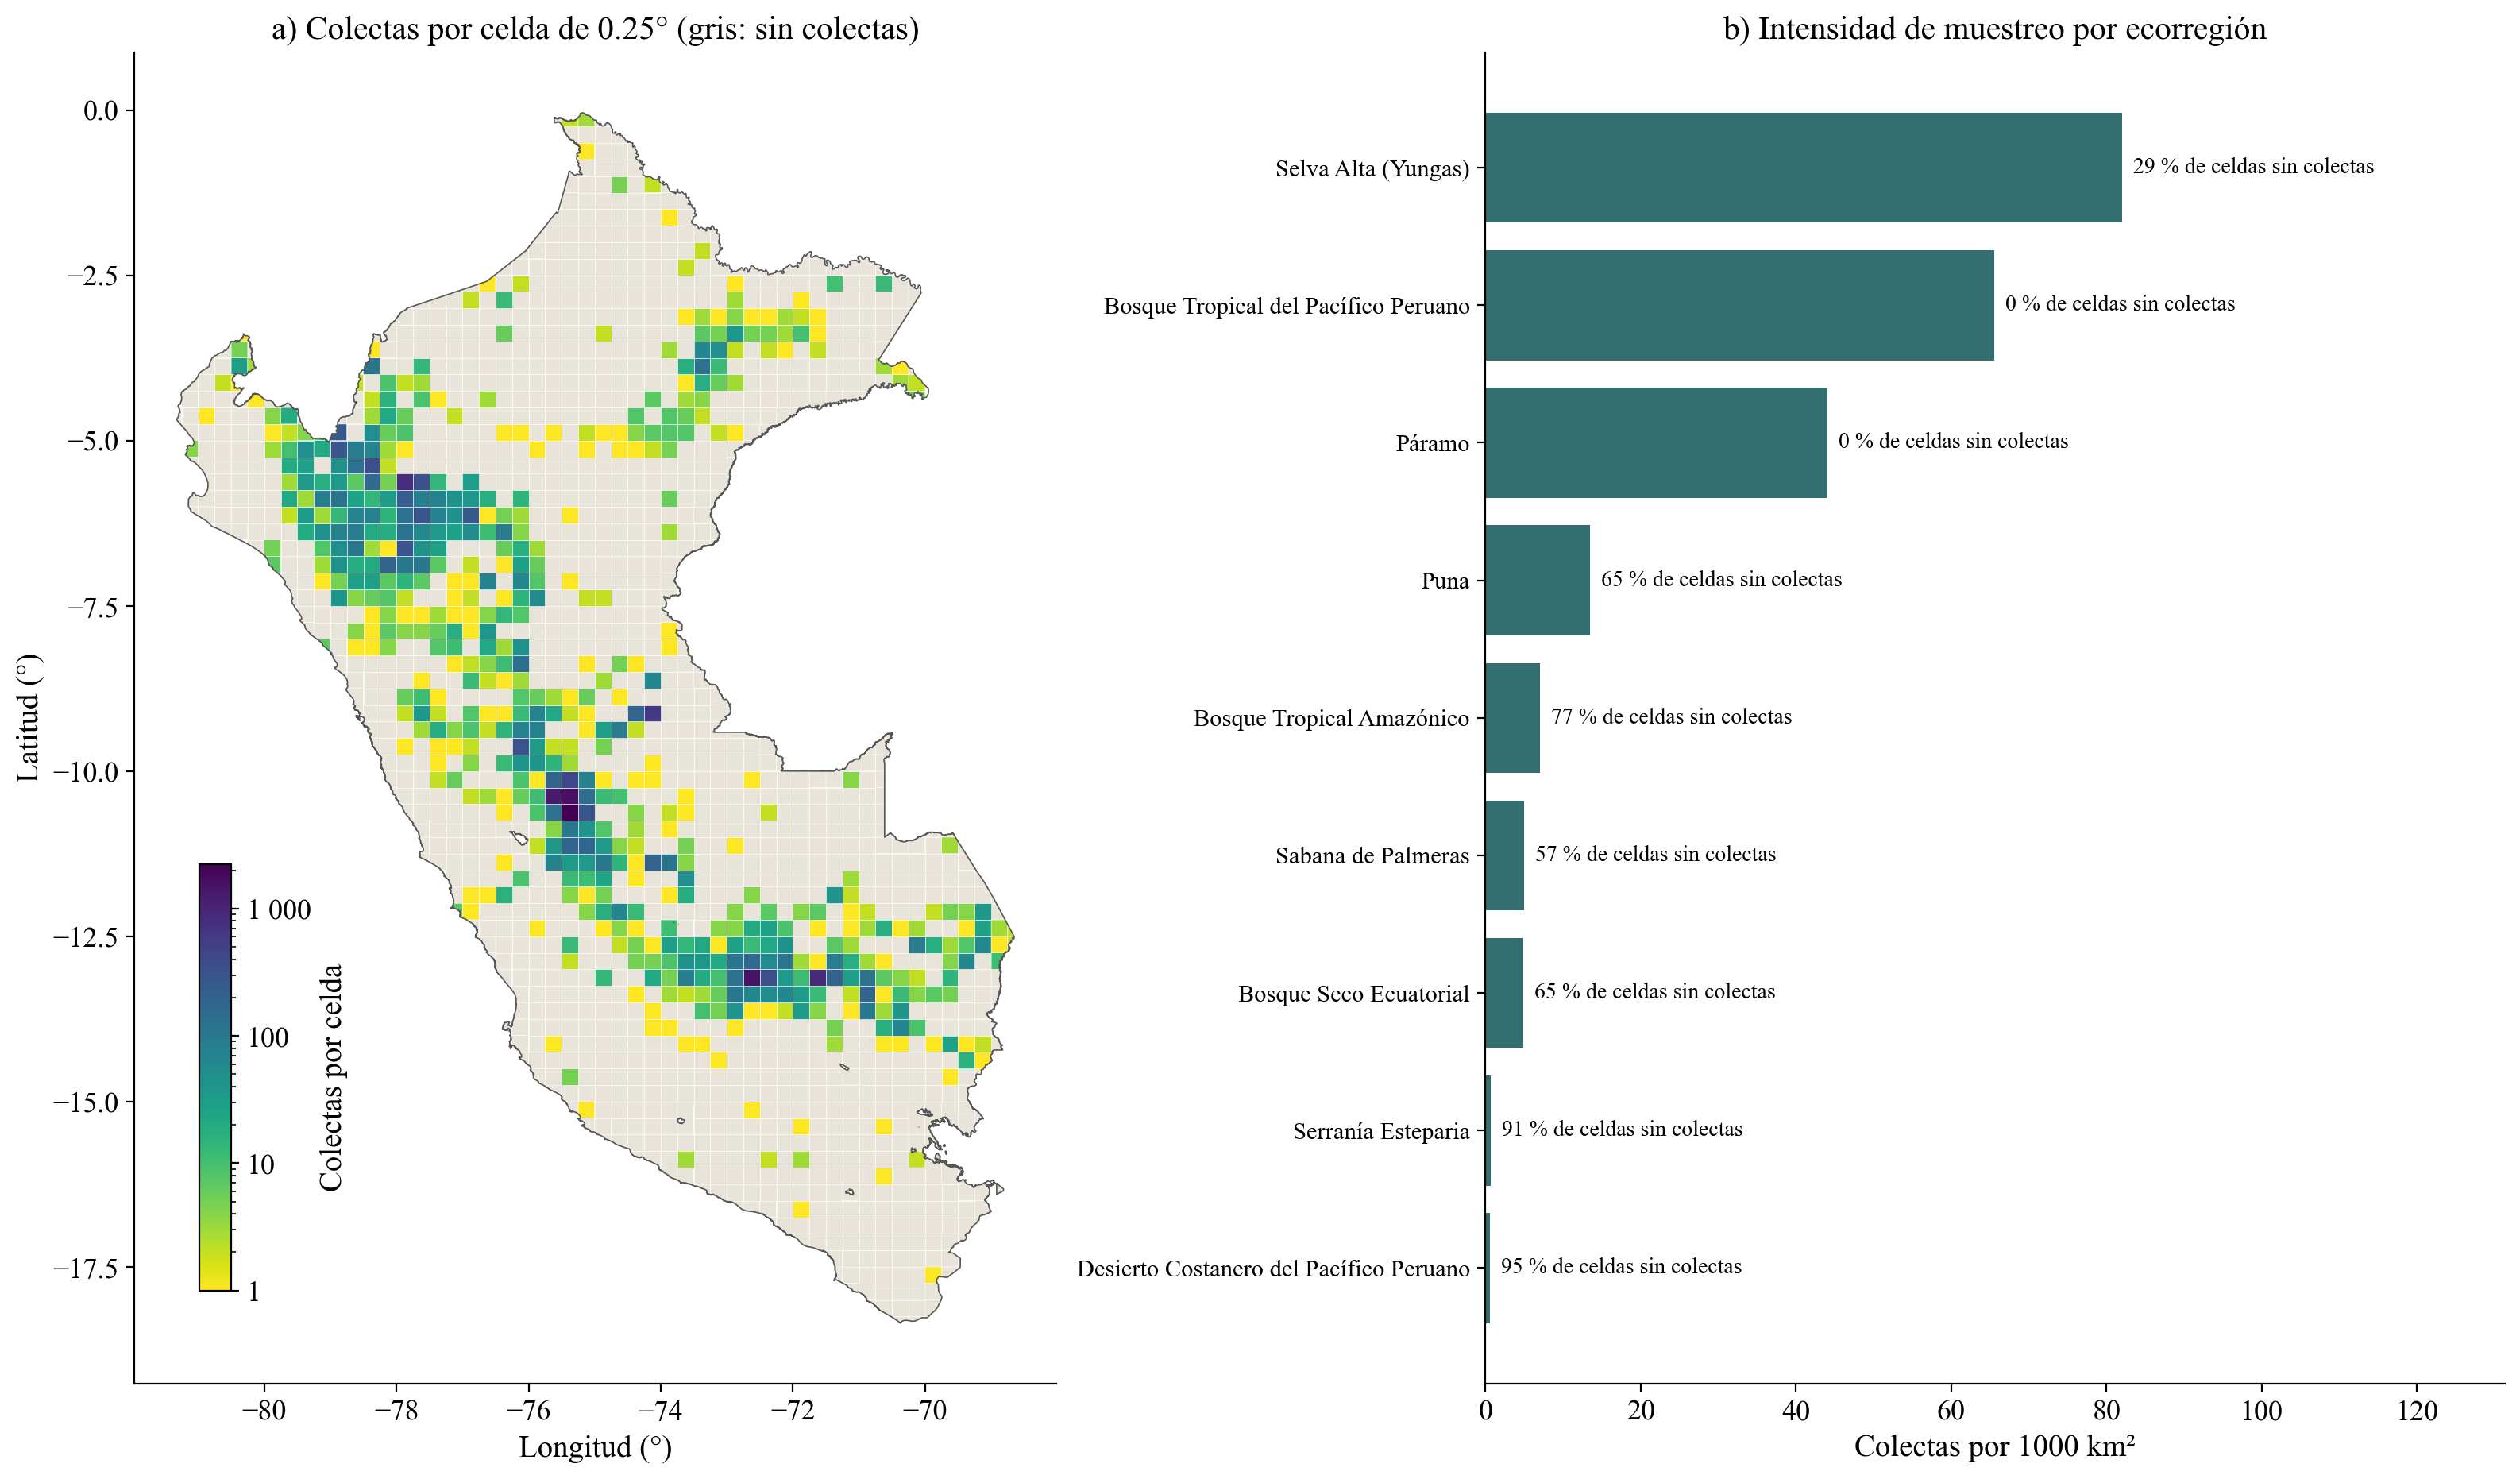 a) Colectas por celda de 0.25° (gris: sin colectas)
0.0
−2.5
−5.0
−7.5
−10.0
−12.5
−15.0
−17.5
Latitud (°)
−80
−78
−76
−74
−72
−70
Longitud (°)
1 000
100
10
1
Colectas por celda
b) Intensidad de muestreo por ecorregión
Selva Alta (Yungas)
29 % de celdas sin colectas
Bosque Tropical del Pacífico Peruano
0 % de celdas sin colectas
Páramo
0 % de celdas sin colectas
Puna
65 % de celdas sin colectas
Bosque Tropical Amazónico
77 % de celdas sin colectas
Sabana de Palmeras
57 % de celdas sin colectas
Bosque Seco Ecuatorial
65 % de celdas sin colectas
Serranía Esteparia
91 % de celdas sin colectas
Desierto Costanero del Pacífico Peruano
95 % de celdas sin colectas
0
20
40
60
80
100
120
Colectas por 1000 km²